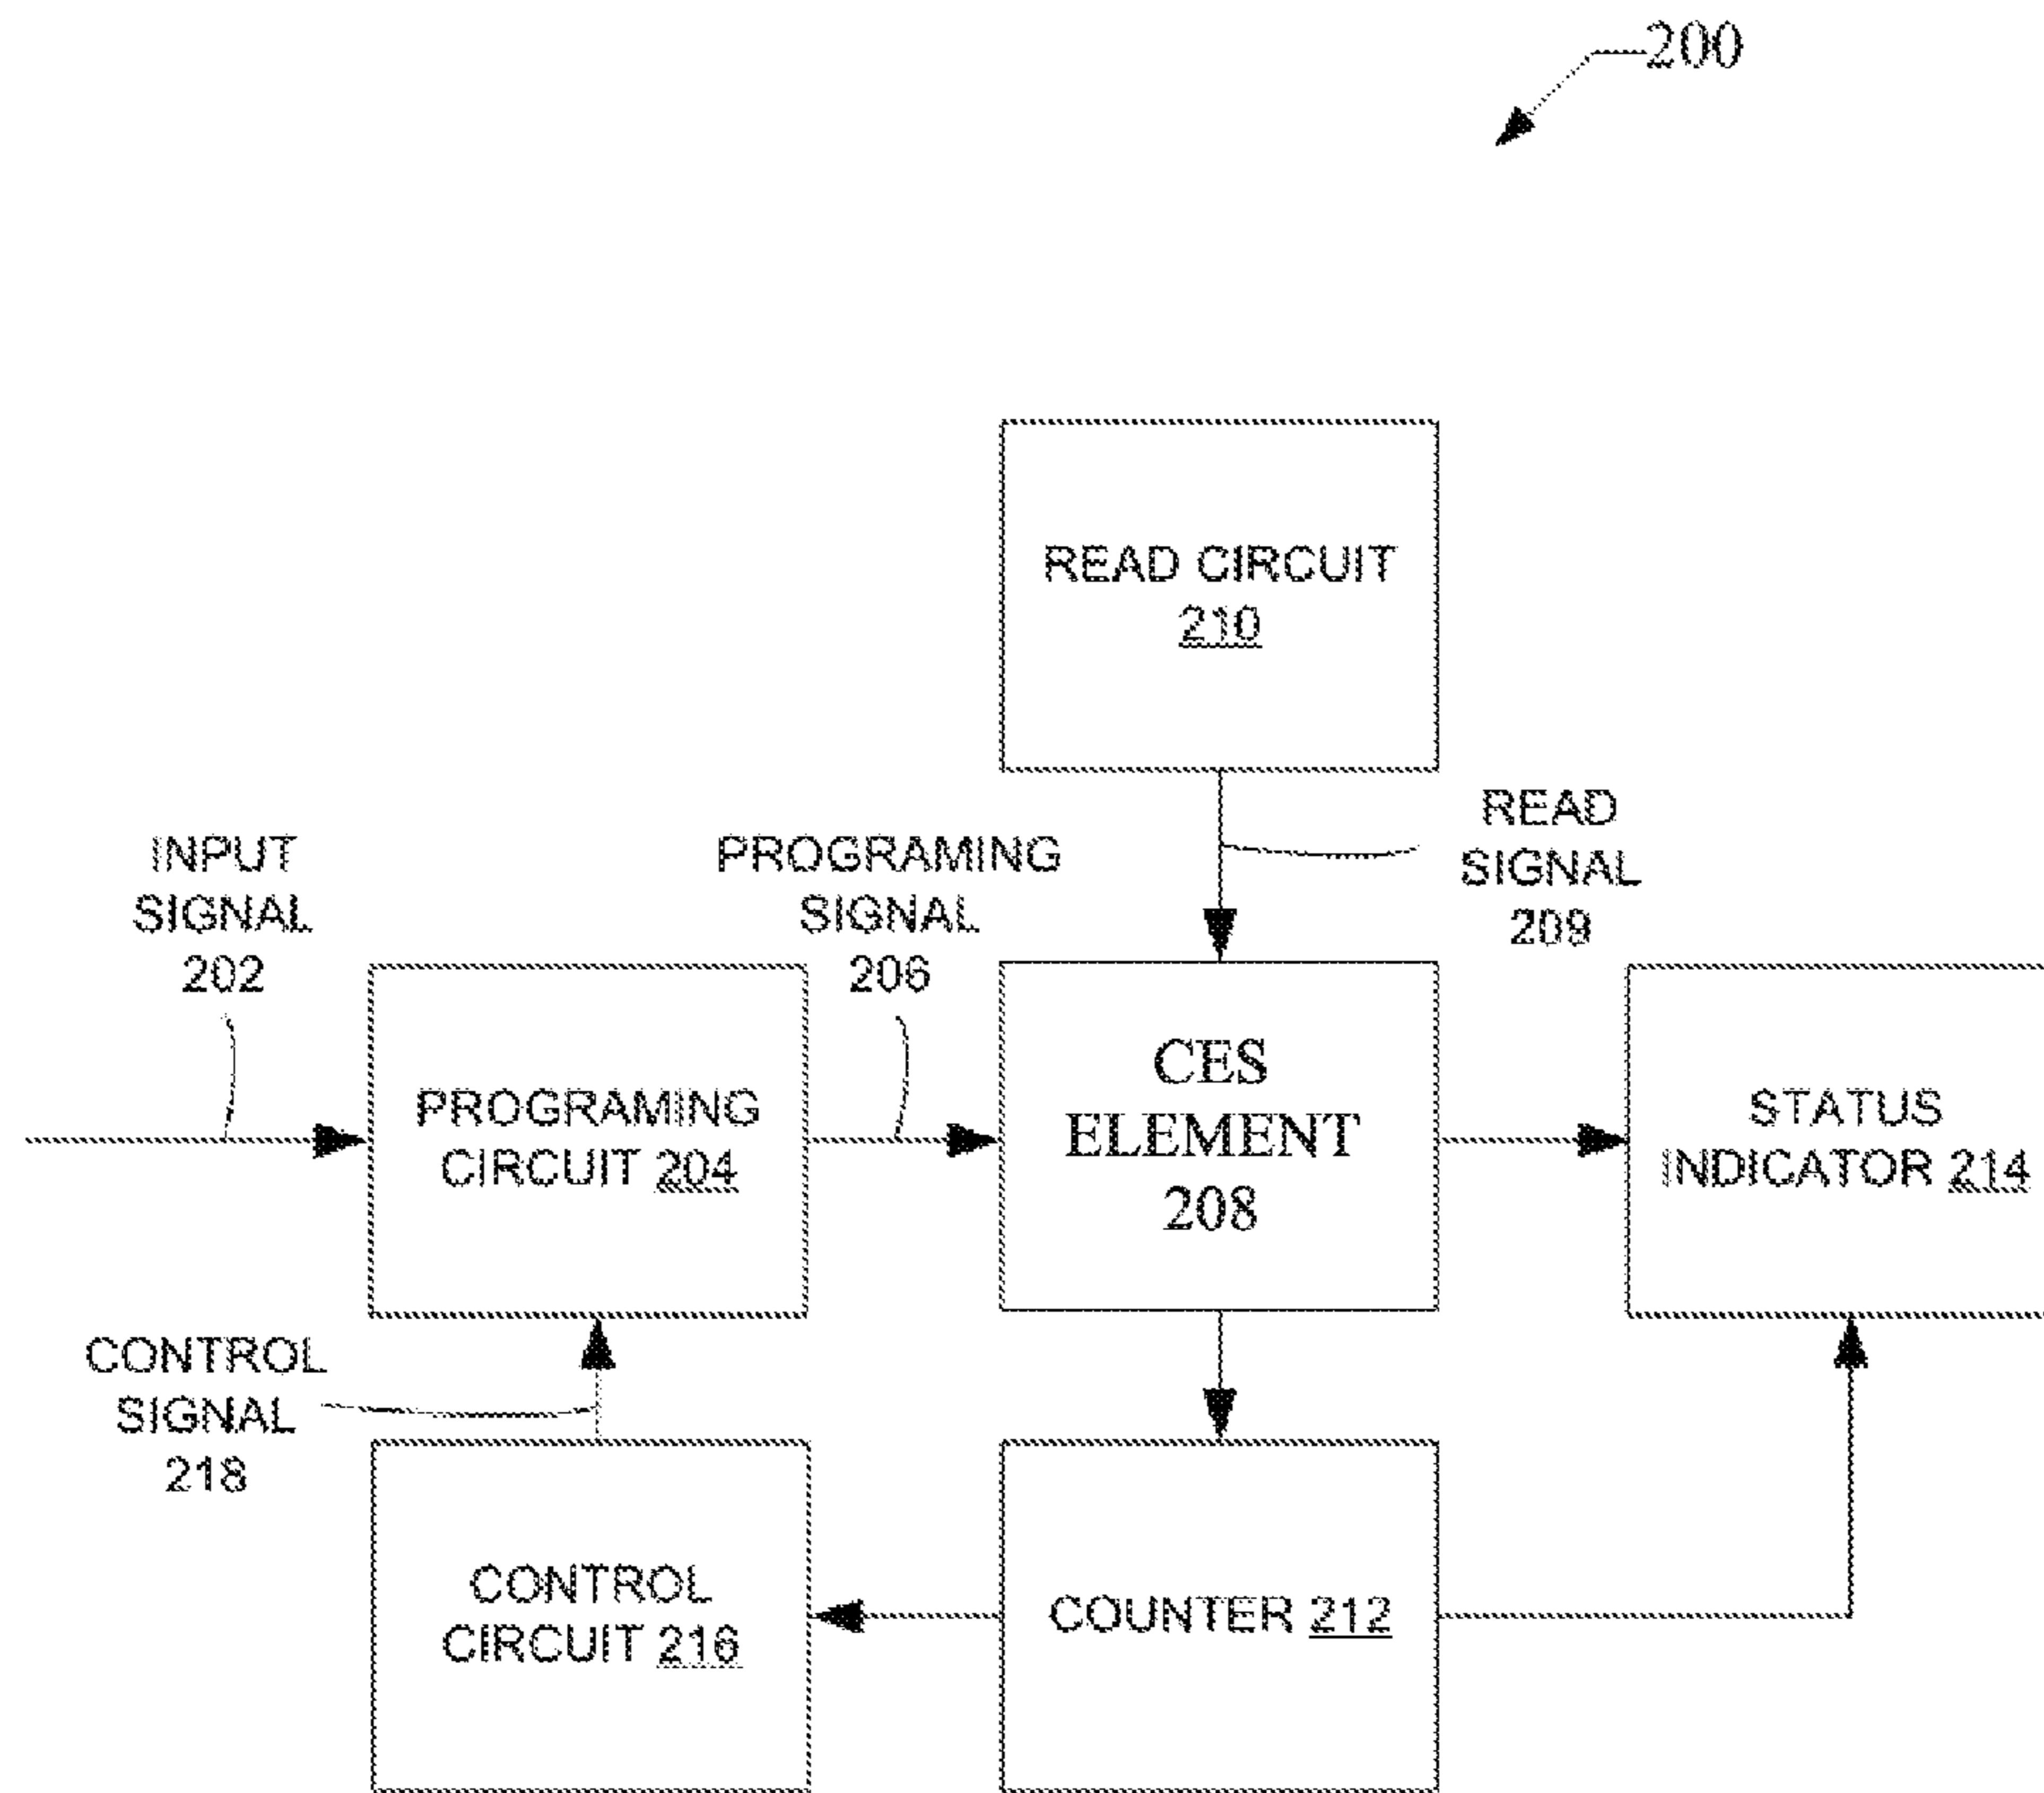 200
READ CIRCUIT
210
READ
SIGNAL
209
INPUT
SIGNAL
202
PROGRAMING
SIGNAL
206
PROGRAMING
CIRCUIT 204
CES
ELEMENT
208
STATUS
INDICATOR 214
CONTROL
SIGNAL
218
CONTROL
CIRCUIT 216
COUNTER 212